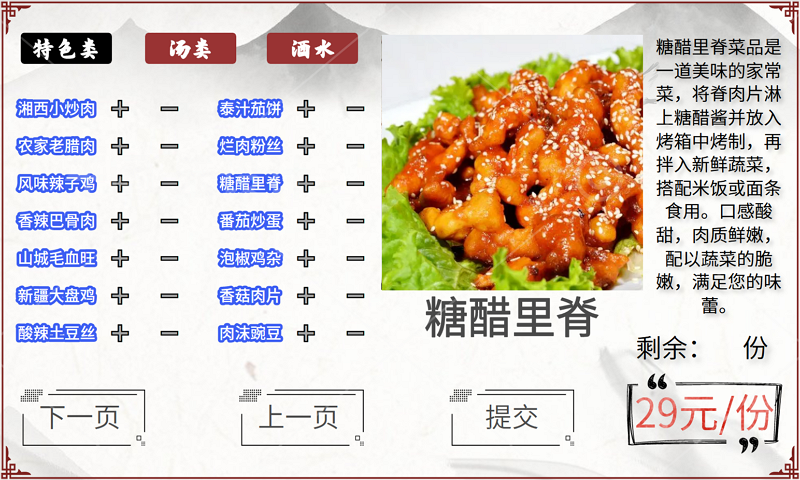 特色类
汤类
酒水
湘西小炒肉
泰汁茄饼
农家老腊肉
烂肉粉丝
风味辣子鸡
糖醋里脊
香辣巴骨肉
番茄炒蛋
山城毛血旺
泡椒鸡杂
新疆大盘鸡
香菇肉片
酸辣土豆丝
肉沫豌豆
糖醋里脊
糖醋里脊菜品是
一道美味的家常
菜，将脊肉片淋
上糖醋酱并放入
烤箱中烤制，再
拌入新鲜蔬菜，
搭配米饭或面条
食用。口感酸
甜，肉质鲜嫩，
配以蔬菜的脆
嫩，满足您的味
蕾。
剩余： 份
29元/份
下一页
上一页
提交